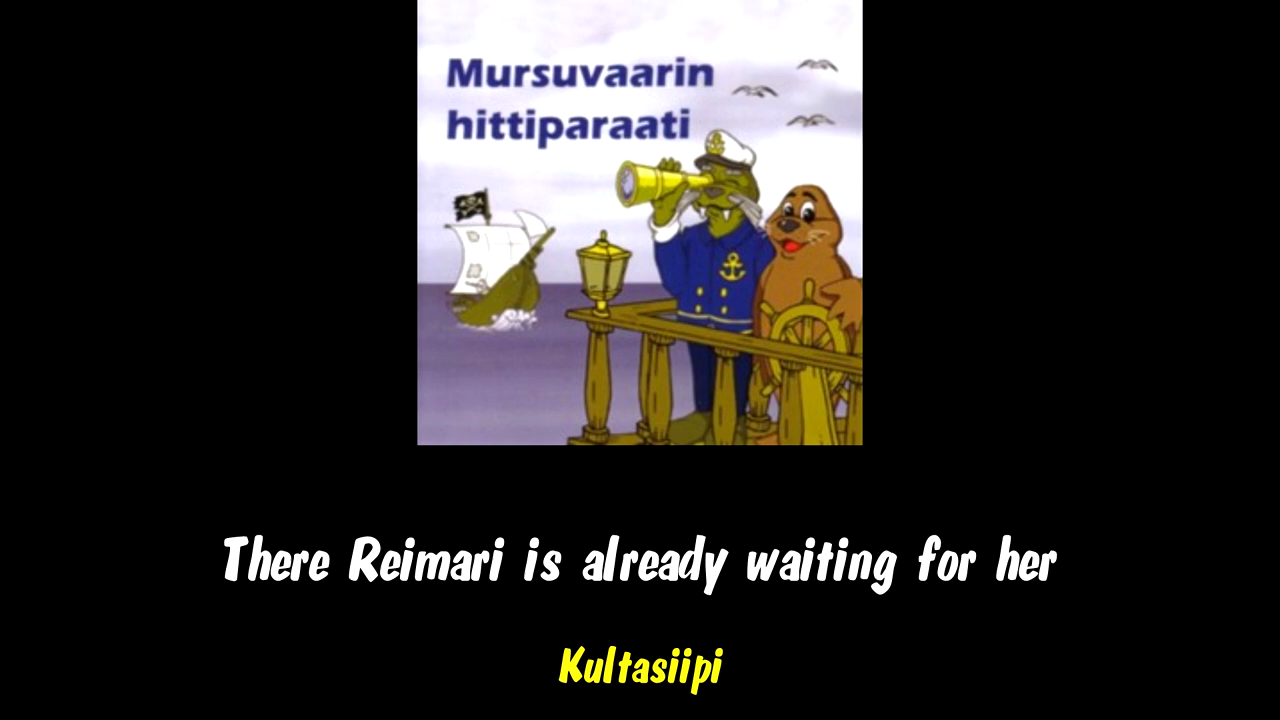 Mursuvaarin
hittiparaati
There Reimari is already waiting for her
Kultasiipi